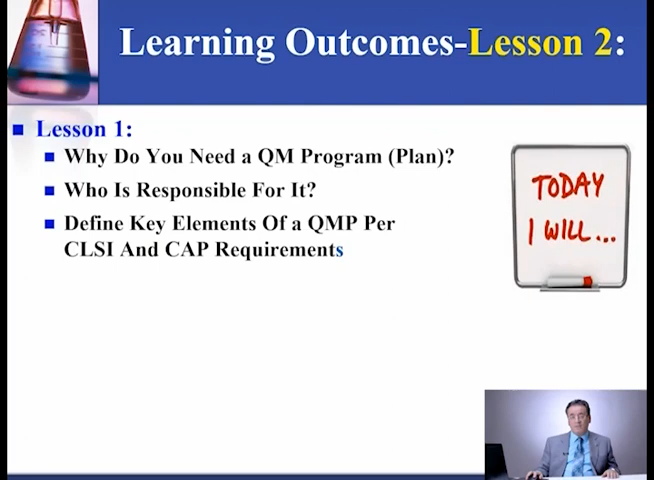 Learning Outcomes-Lesson 2:
Lesson 1:
Why Do You Need a QM Program (Plan)?
Who Is Responsible For It?
Define Key Elements Of a QMP Per
CLSI And CAP Requirements
TODAY
I WILL...